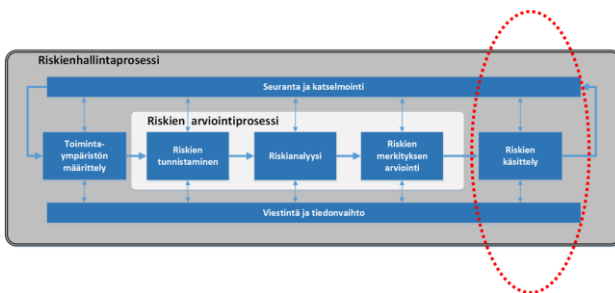 Riskienhallintaprosessi
Seuranta ja katselmointi
Riskien arviointiprosessi
Toiminta-
ympäristön
määrittely
Riskien
tunnistaminen
Riskianalyysi
Riskien
merkityksen
arviointi
Riskien
käsittely
Viestintä ja tiedonvaihto